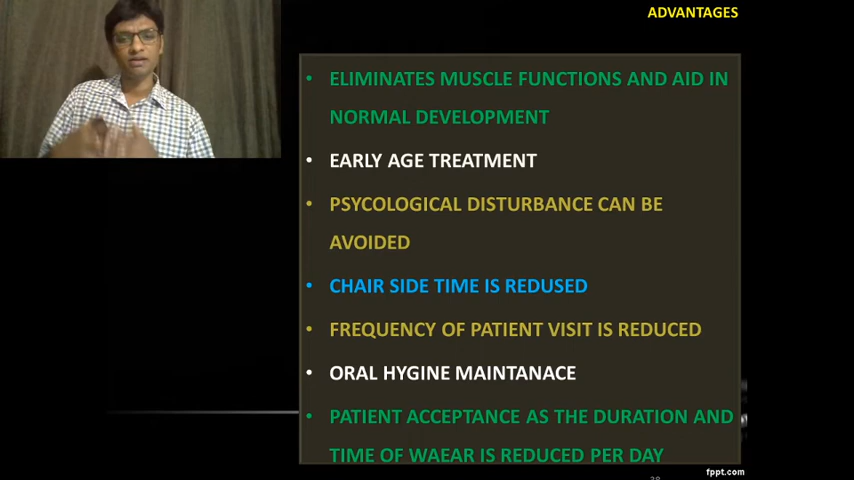 ADVANTAGES
• ELIMINATES MUSCLE FUNCTIONS AND AID IN
NORMAL DEVELOPMENT
• EARLY AGE TREATMENT
• PSYCOLOGICAL DISTURBANCE CAN BE
AVOIDED
• CHAIR SIDE TIME IS REDUSED
• FREQUENCY OF PATIENT VISIT IS REDUCED
• ORAL HYGINE MAINTANACE
• PATIENT ACCEPTANCE AS THE DURATION AND
TIME OF WAEAR IS REDUCED PER DAY
fppt.com